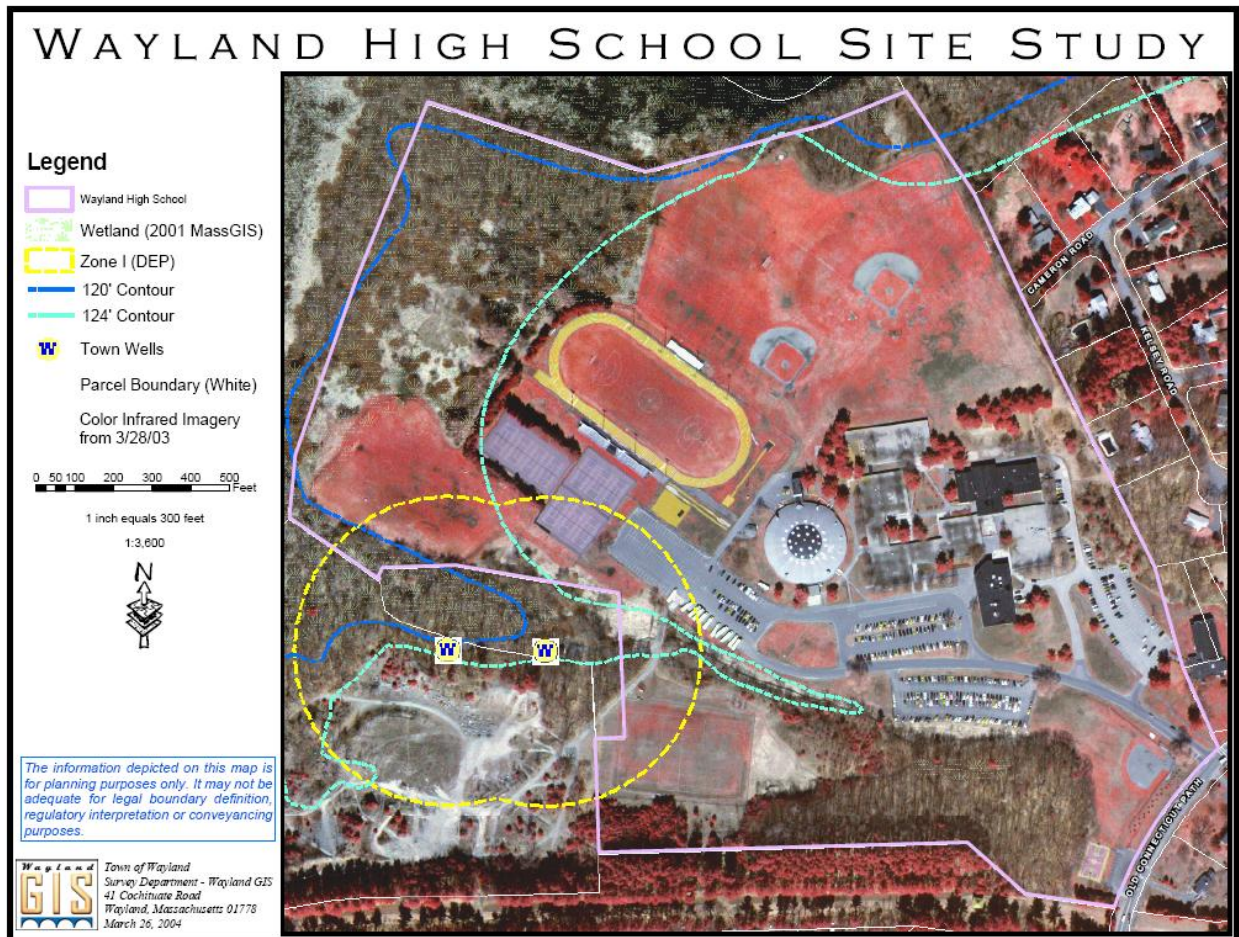 WAYLAND HIGH SCHOOL SITE STUDY
Legend
Wayland High School
Wetland (2001 MassGIS)
Zone I (DEP)
120' Contour
124' Contour
W
Town Wells
Parcel Boundary (White)
Color Infrared Imagery
from 3/28/03
0 50 100 200 300 400 500
Feet
1 inch equals 300 feet
1:3,600
N
The information depicted on this map is
for planning purposes only. It may not be
adequate for legal boundary definition,
regulatory interpretation or conveyancing
purposes.
Wayland
GIS
Town of Wayland
Survey Department - Wayland GIS
41 Cochituate Road
Wayland, Massachusetts 01778
March 26, 2004
CAMERON ROAD
KELSEY ROAD
W
W
OLD CONNECTICUT PATH